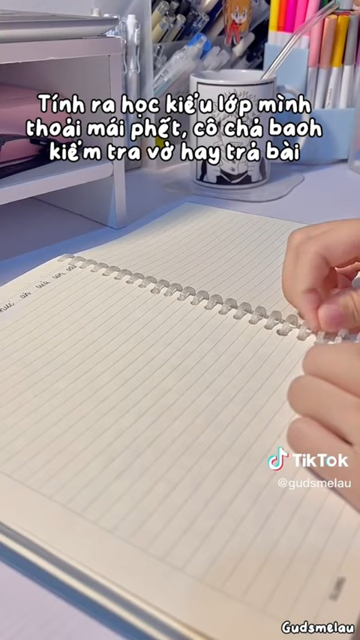 Tính ra học kiểu lớp mình
thoải mái phết, cô chả baoh
kiểm tra vở hay trả bài
TikTok
@gudsmelau
Gudsmelau